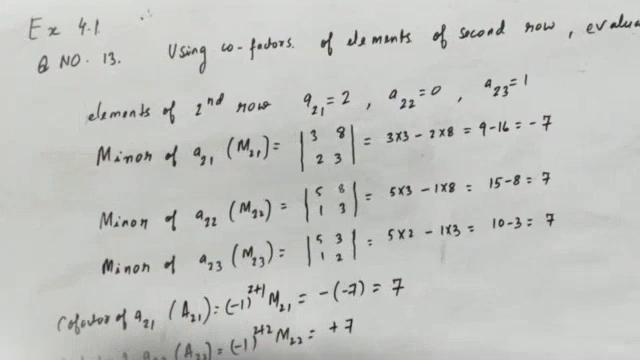 Ex 4.1
Q NO. 13. Using co-factors of elements of second row, evalua
elements of 2nd row a21 = 2, a22 = 0, a23 = 1
Minor of a21 (M21) = |3 8; 2 3| = 3×3 - 2×8 = 9-16 = -7
Minor of a22 (M22) = |5 8; 1 3| = 5×3 - 1×8 = 15-8 = 7
Minor of a23 (M23) = |5 3; 1 2| = 5×2 - 1×3 = 10-3 = 7
Cofactor of a21 (A21) = (-1)^2+1 M21 = -(-7) = 7
a22 (A22) = (-1)^2+2 M22 = +7